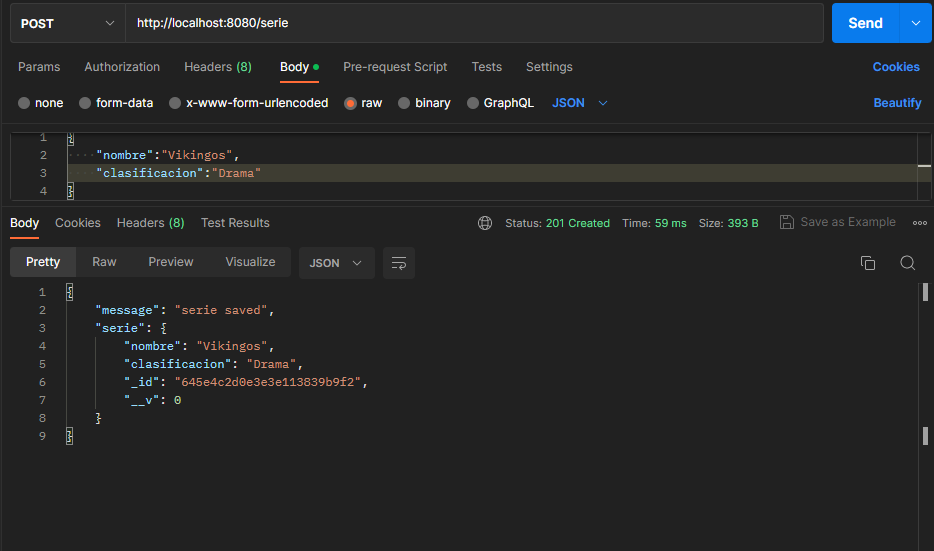 POST http://localhost:8080/serie Send
Params Authorization Headers (8) Body Pre-request Script Tests Settings Cookies
none form-data x-www-form-urlencoded raw binary GraphQL JSON Beautify
1 {
2 "nombre":"Vikingos",
3 "clasificacion":"Drama"
4 }
Body Cookies Headers (8) Test Results Status: 201 Created Time: 59 ms Size: 393 B Save as Example
Pretty Raw Preview Visualize JSON
1 {
2 "message": "serie saved",
3 "serie": {
4 "nombre": "Vikingos",
5 "clasificacion": "Drama",
6 "_id": "645e4c2d0e3e3e113839b9f2",
7 "__v": 0
8 }
9 }